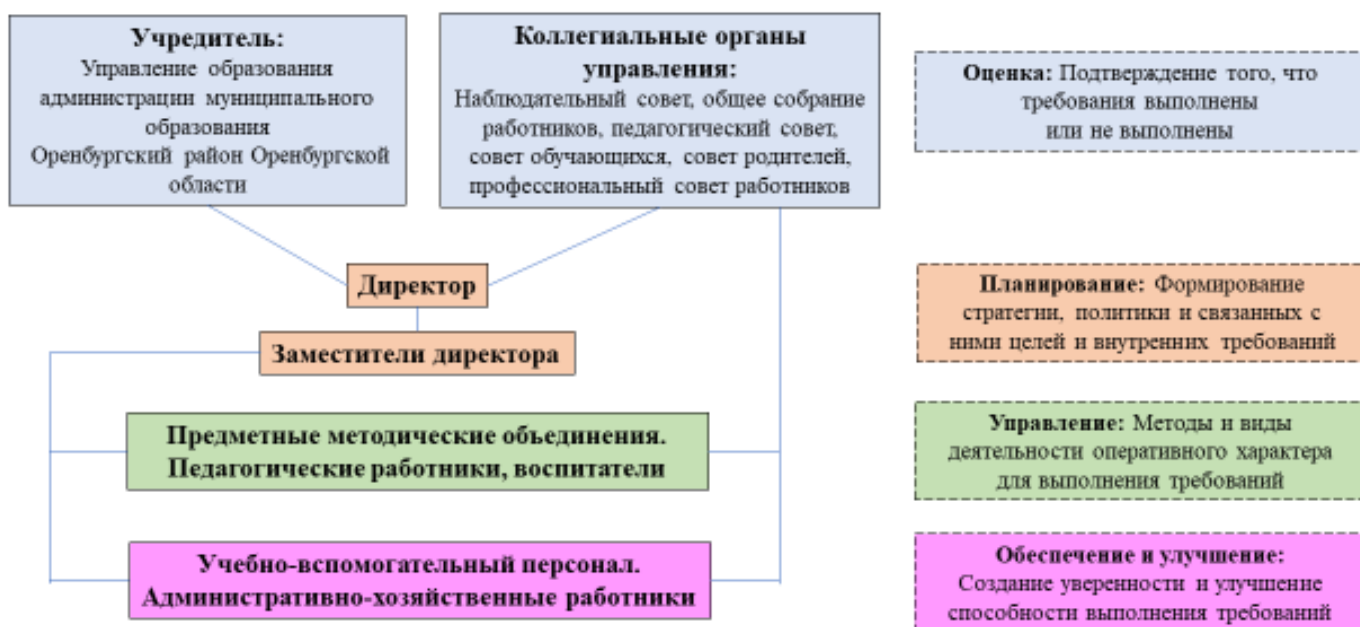 Учредитель:
Управление образования
администрации муниципального
образования
Оренбургский район Оренбургской
области
Коллегиальные органы
управления:
Наблюдательный совет, общее собрание
работников, педагогический совет,
совет обучающихся, совет родителей,
профессиональный совет работников
Оценка: Подтверждение того, что
требования выполнены
или не выполнены
Директор
Заместители директора
Планирование: Формирование
стратегии, политики и связанных с
ними целей и внутренних требований
Предметные методические объединения.
Педагогические работники, воспитатели
Управление: Методы и виды
деятельности оперативного характера
для выполнения требований
Учебно-вспомогательный персонал.
Административно-хозяйственные работники
Обеспечение и улучшение:
Создание уверенности и улучшение
способности выполнения требований